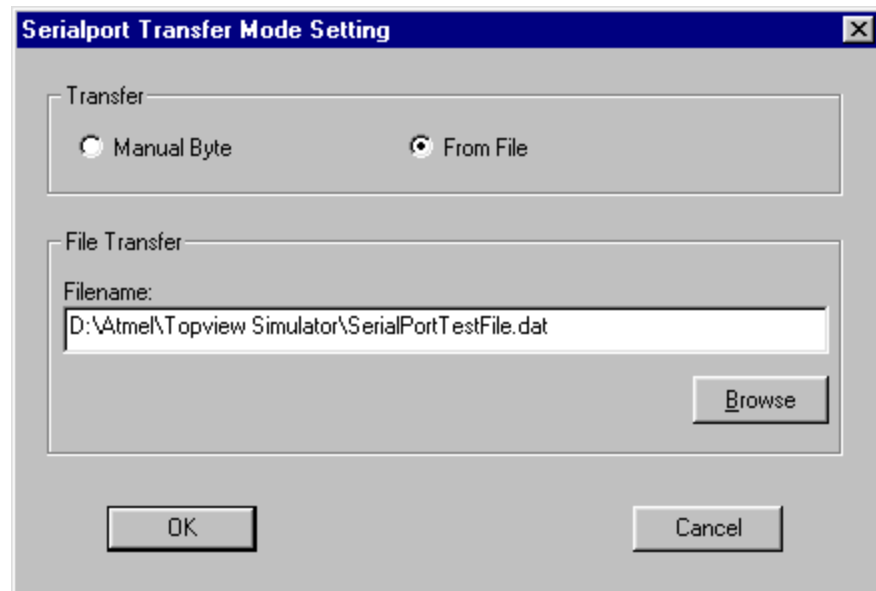 Serialport Transfer Mode Setting
Transfer
Manual Byte From File
File Transfer
Filename:
D:\Atmel\Topview Simulator\SerialPortTestFile.dat
Browse
OK Cancel